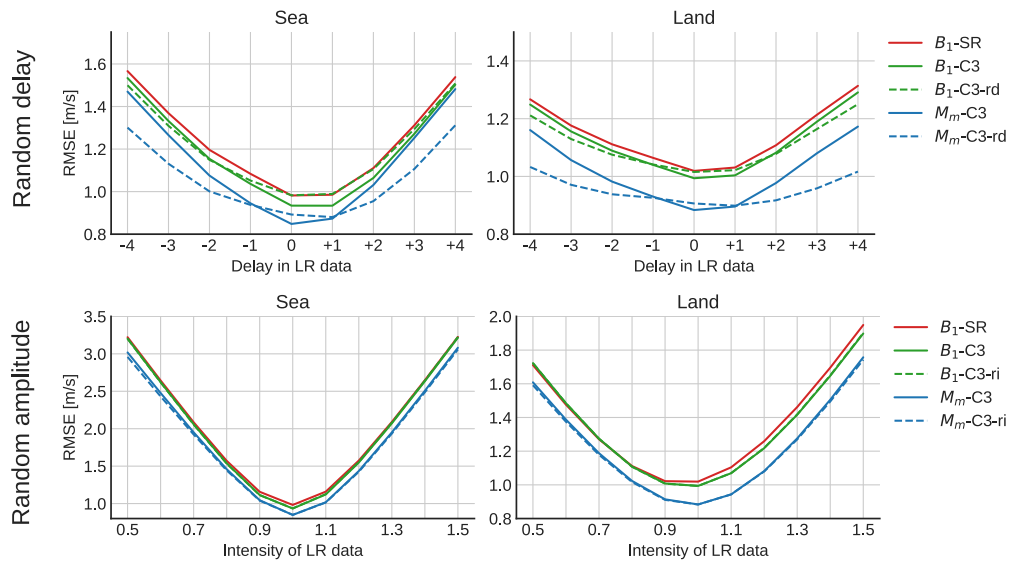 Sea
Land
Random delay
RMSE [m/s]
1.6
1.4
1.2
1.0
0.8
-4 -3 -2 -1 0 +1 +2 +3 +4
Delay in LR data
1.4
1.2
1.0
0.8
-4 -3 -2 -1 0 +1 +2 +3 +4
Delay in LR data
B₁-SR
B₁-C3
B₁-C3-rd
Mₘ-C3
Mₘ-C3-rd
Sea
Land
Random amplitude
RMSE [m/s]
3.5
3.0
2.5
2.0
1.5
1.0
0.5 0.7 0.9 1.1 1.3 1.5
Intensity of LR data
2.0
1.8
1.6
1.4
1.2
1.0
0.8
0.5 0.7 0.9 1.1 1.3 1.5
Intensity of LR data
B₁-SR
B₁-C3
B₁-C3-ri
Mₘ-C3
Mₘ-C3-ri